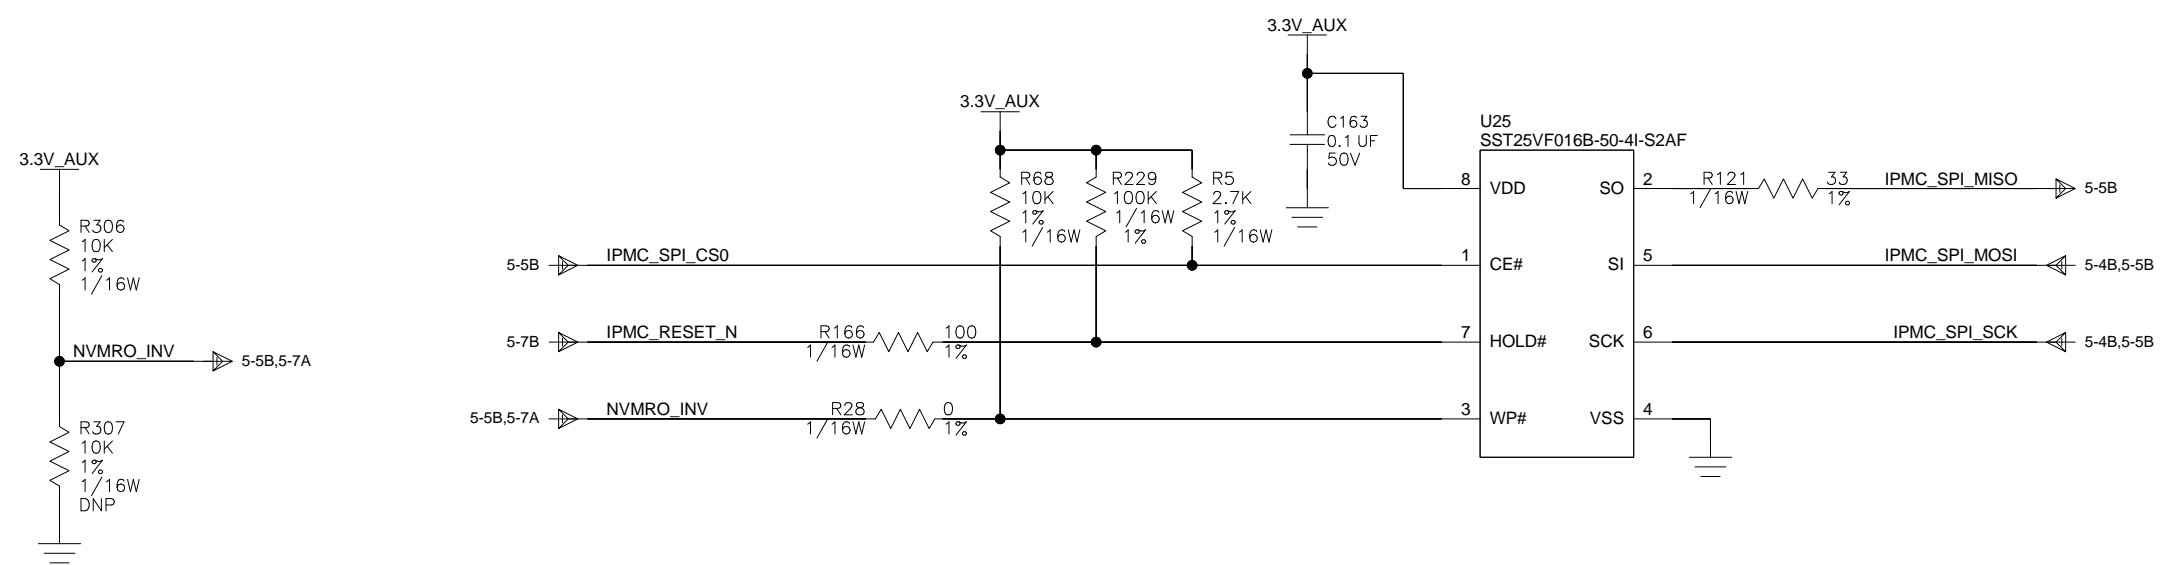 3.3V_AUX
R306
10K
1%
1/16W
NVMRO_INV
5-5B,5-7A
R307
10K
1%
1/16W
DNP
3.3V_AUX
R68
10K
1%
1/16W
R229
100K
1/16W
1%
R5
2.7K
1%
1/16W
5-5B
IPMC_SPI_CS0
5-7B
IPMC_RESET_N
R166
1/16W
100
1%
5-5B,5-7A
NVMRO_INV
R28
1/16W
0
1%
3.3V_AUX
C163
0.1 UF
50V
U25
SST25VF016B-50-4I-S2AF
8 VDD SO 2
1 CE# SI 5
7 HOLD# SCK 6
3 WP# VSS 4
R121
1/16W
33
1%
IPMC_SPI_MISO
5-5B
IPMC_SPI_MOSI
5-4B,5-5B
IPMC_SPI_SCK
5-4B,5-5B